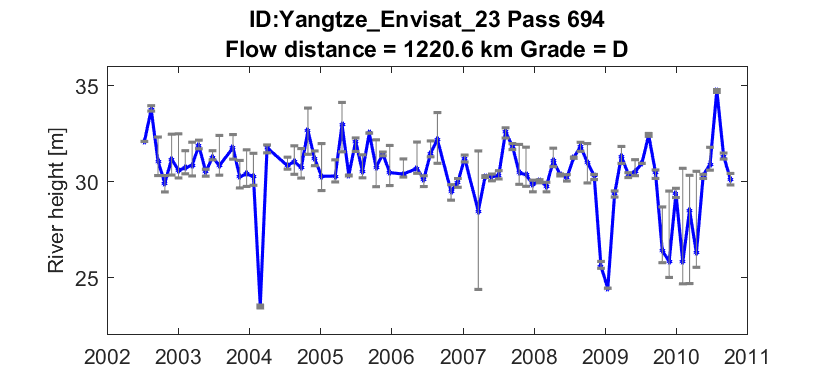 ID:Yangtze_Envisat_23 Pass 694
Flow distance = 1220.6 km Grade = D
River height [m]
35
30
25
2002 2003 2004 2005 2006 2007 2008 2009 2010 2011